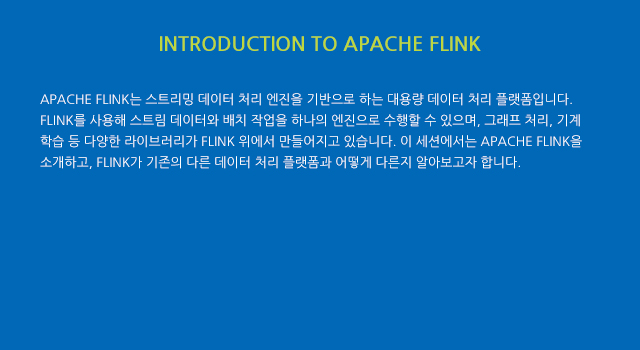 INTRODUCTION TO APACHE FLINK
APACHE FLINK는 스트리밍 데이터 처리 엔진을 기반으로 하는 대용량 데이터 처리 플랫폼입니다.
FLINK를 사용해 스트림 데이터와 배치 작업을 하나의 엔진으로 수행할 수 있으며, 그래프 처리, 기계
학습 등 다양한 라이브러리가 FLINK 위에서 만들어지고 있습니다. 이 세션에서는 APACHE FLINK을
소개하고, FLINK가 기존의 다른 데이터 처리 플랫폼과 어떻게 다른지 알아보고자 합니다.